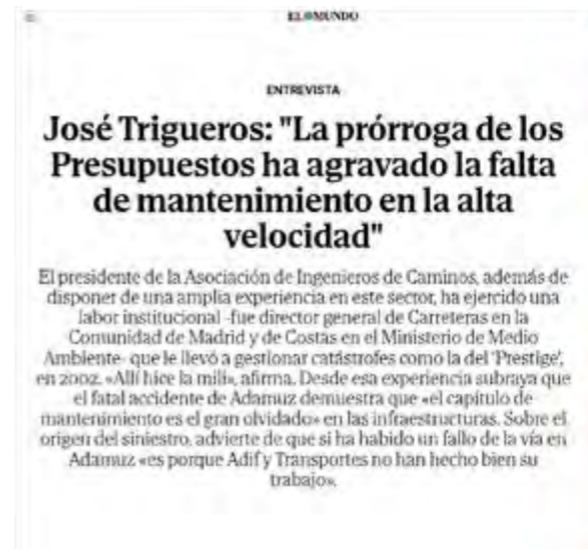 EL MUNDO
ENTREVISTA
José Trigueros: "La prórroga de los
Presupuestos ha agravado la falta
de mantenimiento en la alta
velocidad"
El presidente de la Asociación de Ingenieros de Caminos, además de
disponer de una amplia experiencia en este sector, ha ejercido una
labor institucional -fue director general de Carreteras en la
Comunidad de Madrid y de Costas en el Ministerio de Medio
Ambiente- que le llevó a gestionar catástrofes como la del 'Prestige',
en 2002. «Allí hice la mili», afirma. Desde esa experiencia subraya que
el fatal accidente de Adamuz demuestra que «el capítulo de
mantenimiento es el gran olvidado» en las infraestructuras. Sobre el
origen del siniestro, advierte de que si ha habido un fallo de la vía en
Adamuz «es porque Adif y Transportes no han hecho bien su
trabajo».